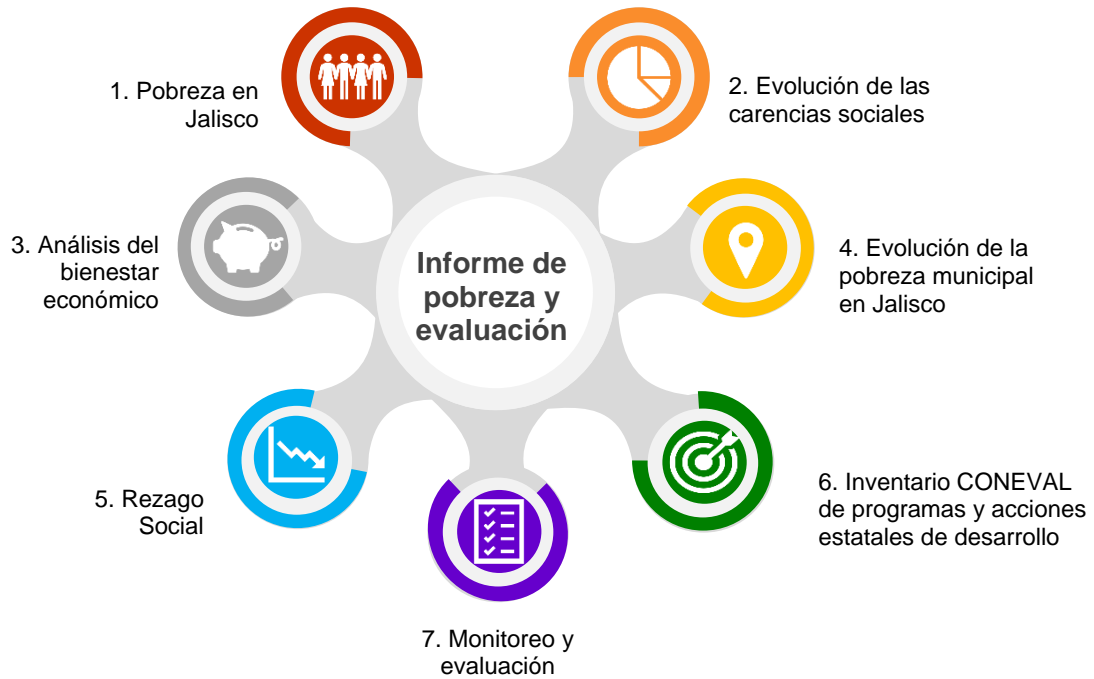 1. Pobreza en
Jalisco
2. Evolución de las
carencias sociales
3. Análisis del
bienestar
económico
Informe de
pobreza y
evaluación
4. Evolución de la
pobreza municipal
en Jalisco
5. Rezago
Social
6. Inventario CONEVAL
de programas y acciones
estatales de desarrollo
7. Monitoreo y
evaluación